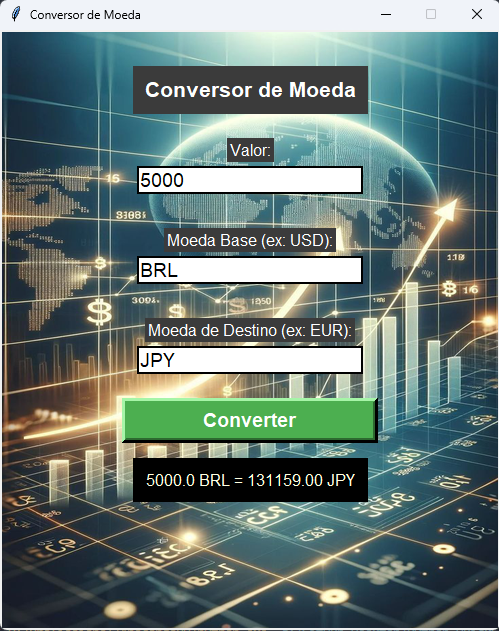 Conversor de Moeda
Conversor de Moeda
Valor:
5000
Moeda Base (ex: USD):
BRL
Moeda de Destino (ex: EUR):
JPY
Converter
5000.0 BRL = 131159.00 JPY